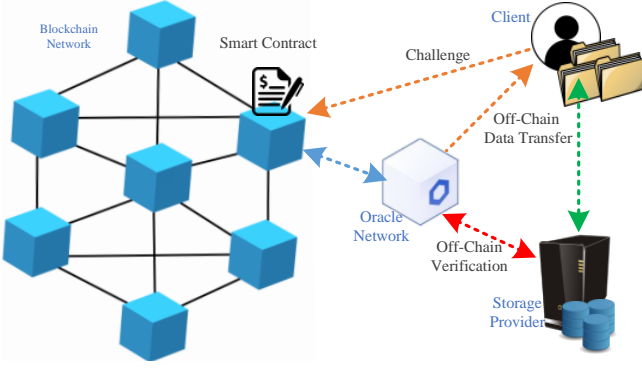 Client
Blockchain
Network
Smart Contract
Challenge
Off-Chain
Data Transfer
Oracle
Network
Off-Chain
Verification
Storage
Provider
$